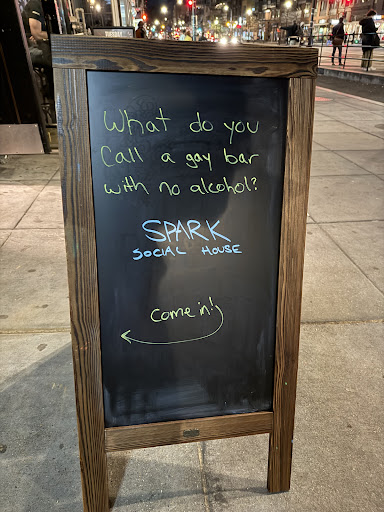 What do you
Call a gay bar
with no alcohol?
SPARK
SOCIAL HOUSE
Come in!